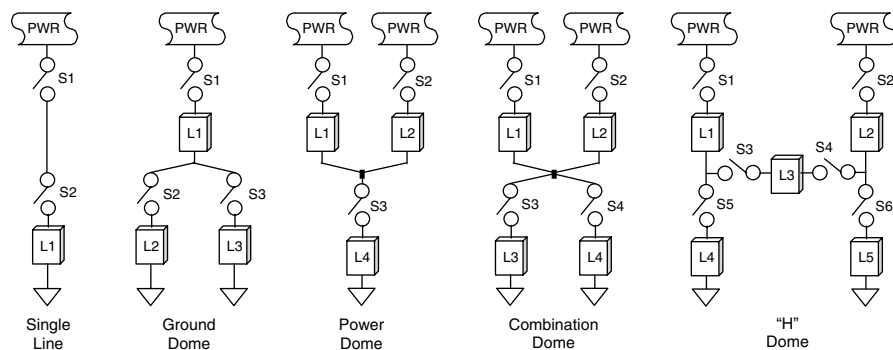 PWR PWR PWR PWR PWR PWR PWR PWR
S1 S1 S1 S2 S1 S2 S1 S2
L1 L1 L2 L1 L2 L1 L2
S3 L3 S4
S2 S2 S3 S3 S3 S4 S5 S6
L1 L2 L3 L4 L3 L4 L4 L5
Single Ground Power Combination “H”
Line Dome Dome Dome Dome